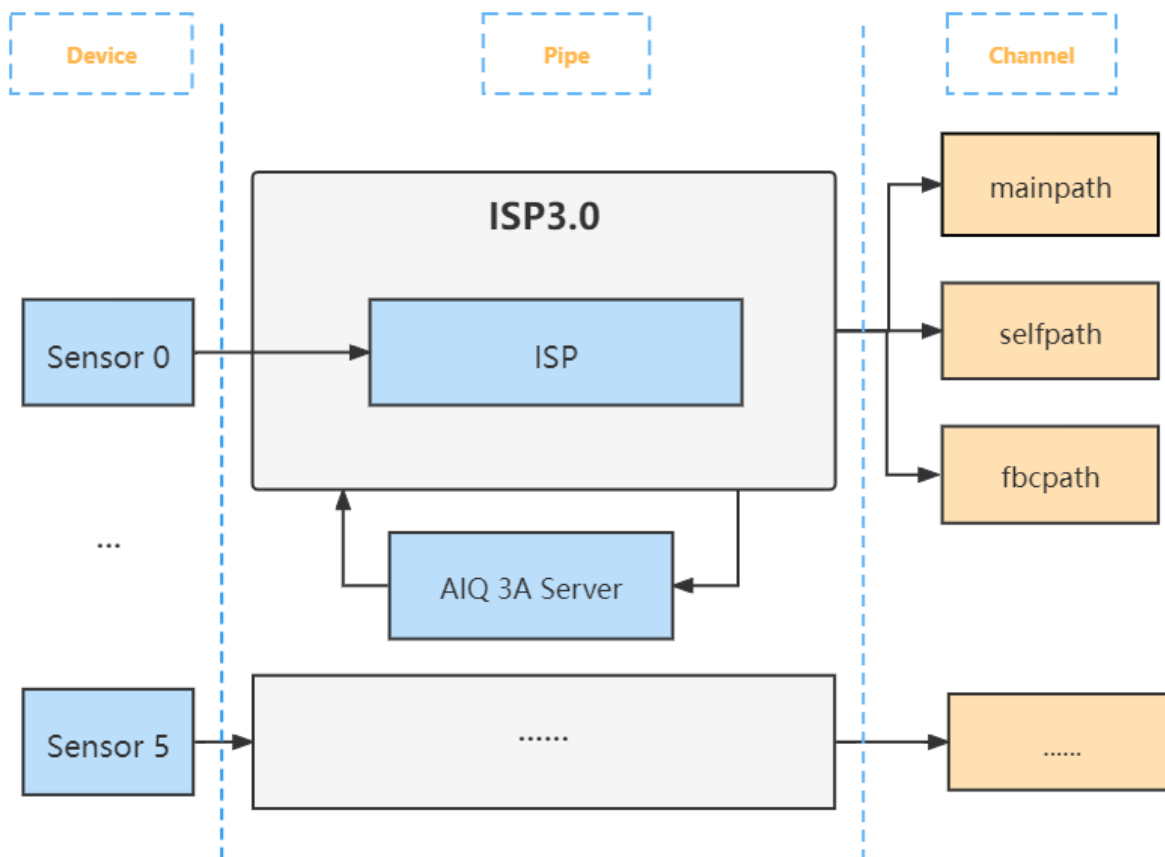 Device
Pipe
Channel
ISP3.0
mainpath
Sensor 0
ISP
selfpath
fbcpath
...
AIQ 3A Server
Sensor 5
......
......